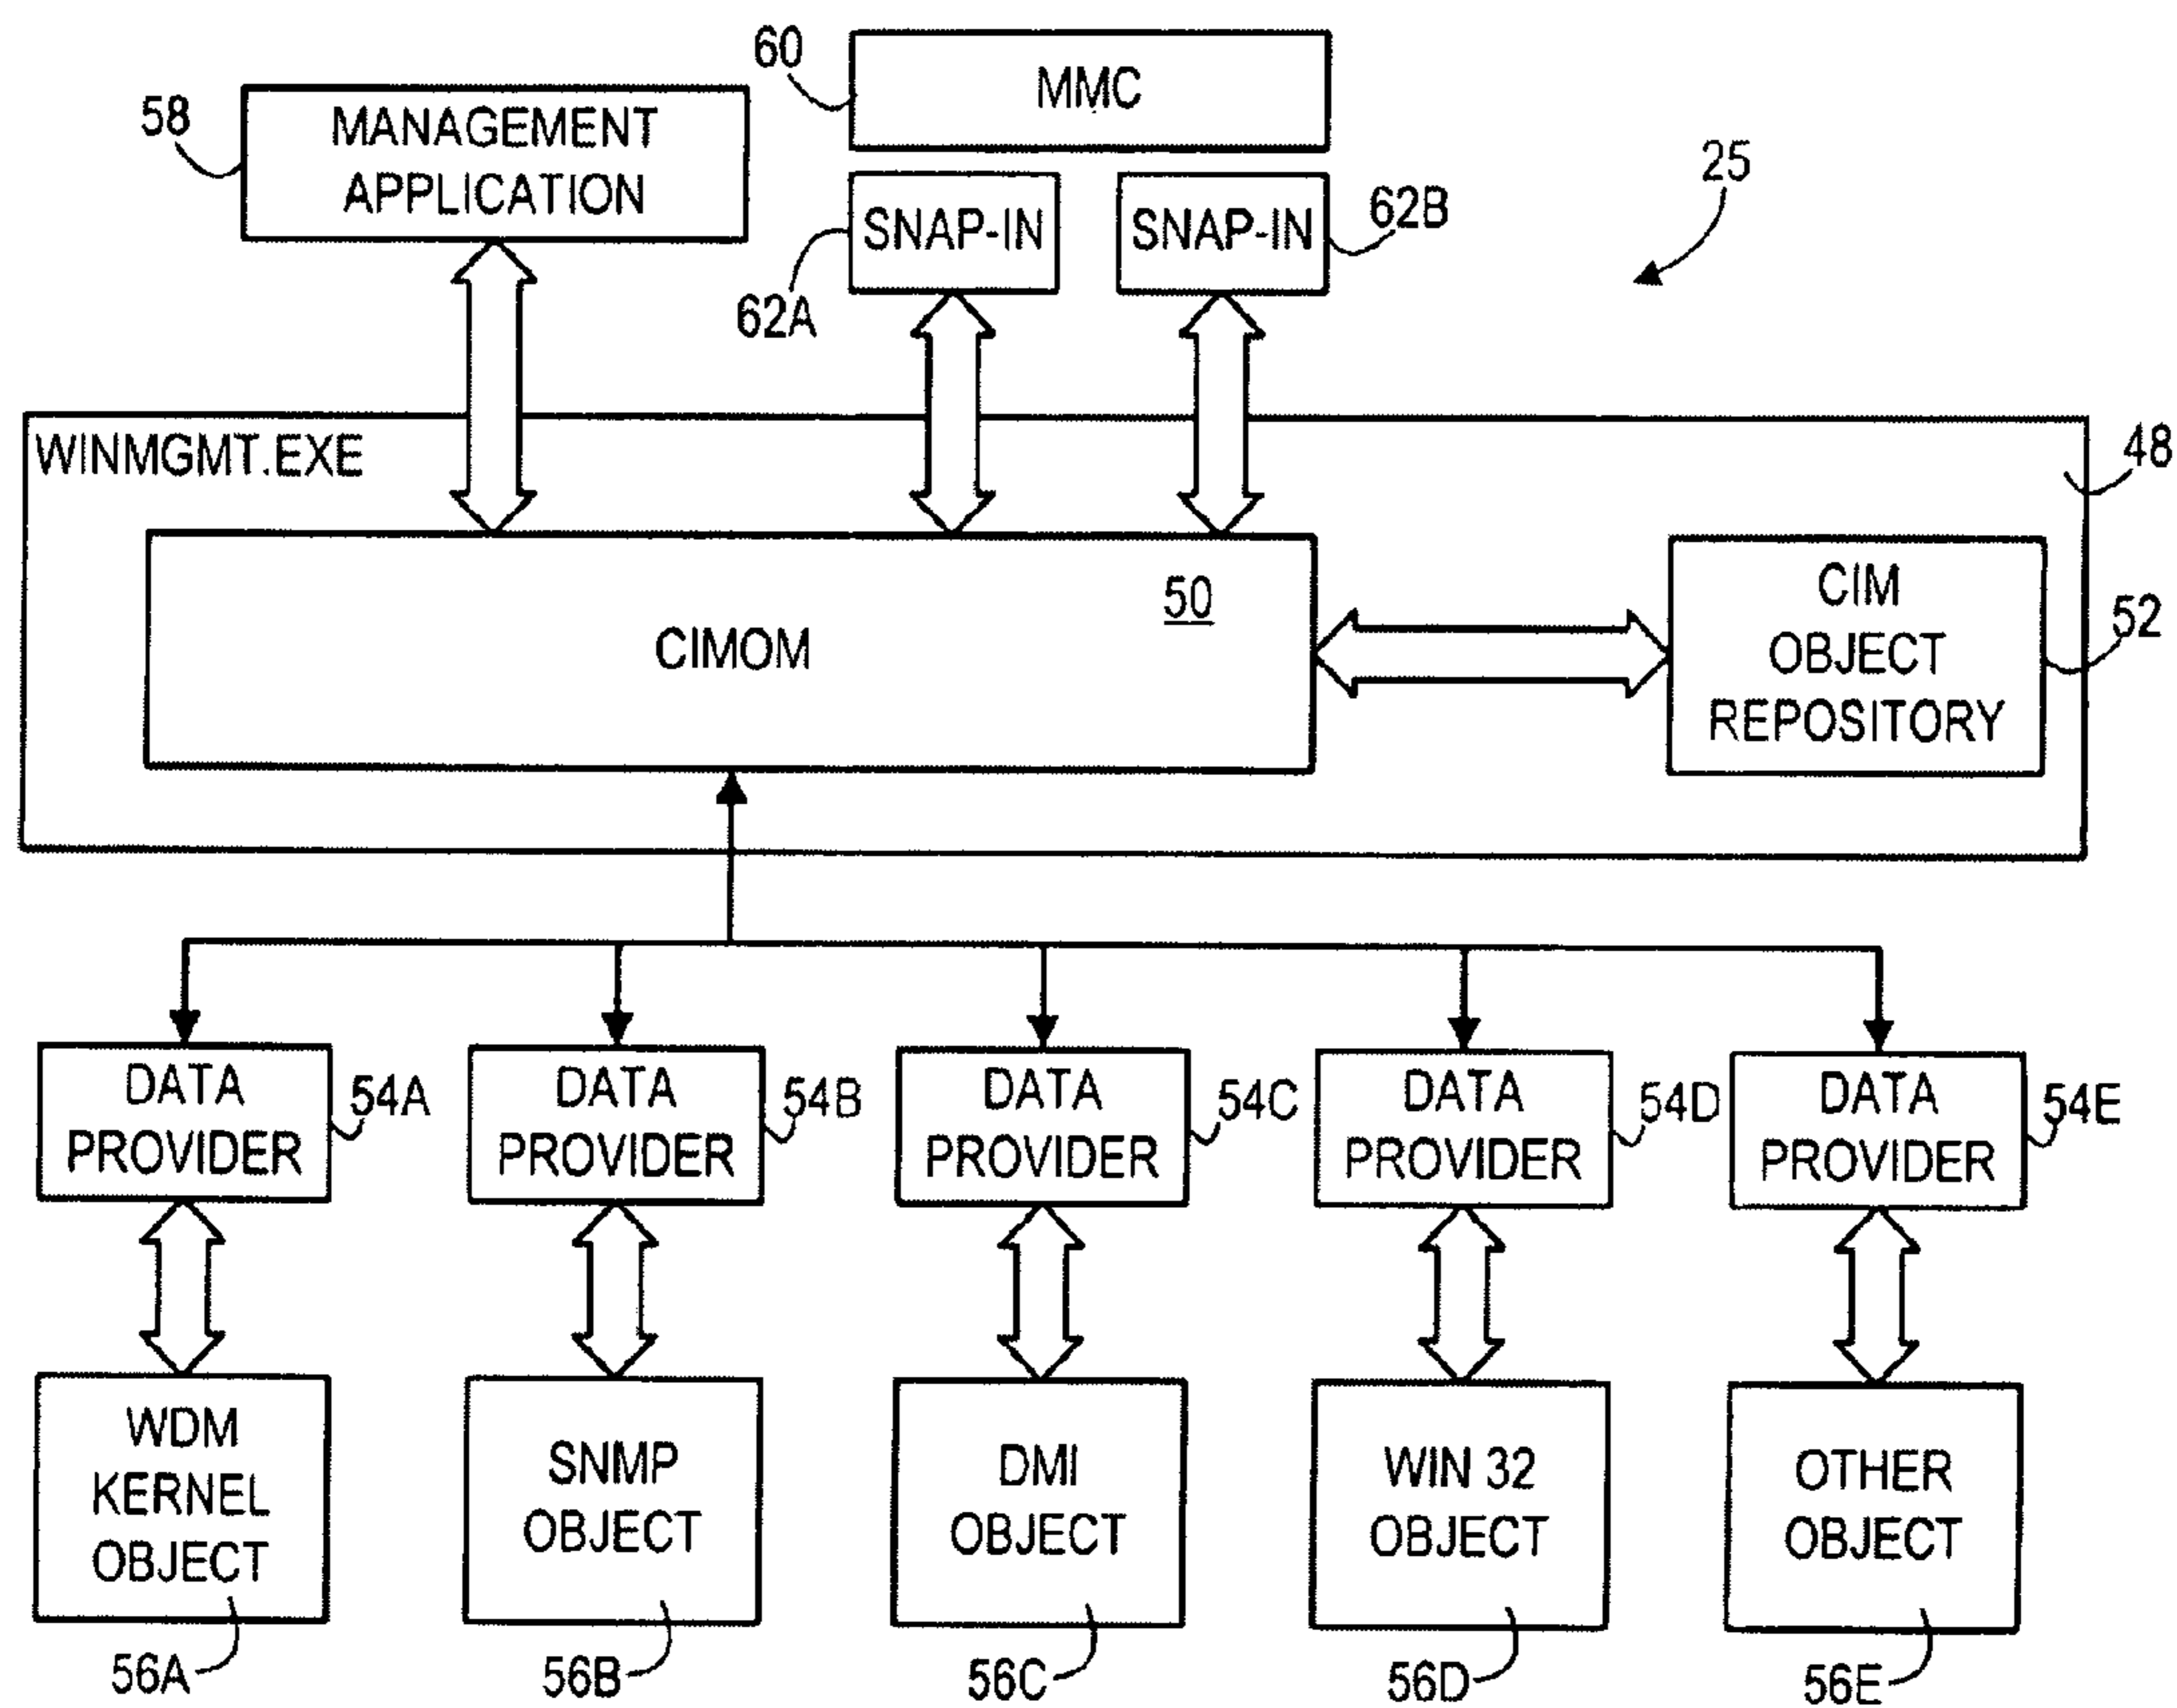 60
MMC
58
MANAGEMENT
APPLICATION
25
SNAP-IN
SNAP-IN
62B
62A
WINMGMT.EXE
48
50
CIMOM
CIM
OBJECT
REPOSITORY
52
DATA
PROVIDER
54A
DATA
PROVIDER
54B
DATA
PROVIDER
54C
DATA
PROVIDER
54D
DATA
PROVIDER
54E
WDM
KERNEL
OBJECT
SNMP
OBJECT
DMI
OBJECT
WIN 32
OBJECT
OTHER
OBJECT
56A
56B
56C
56D
56E